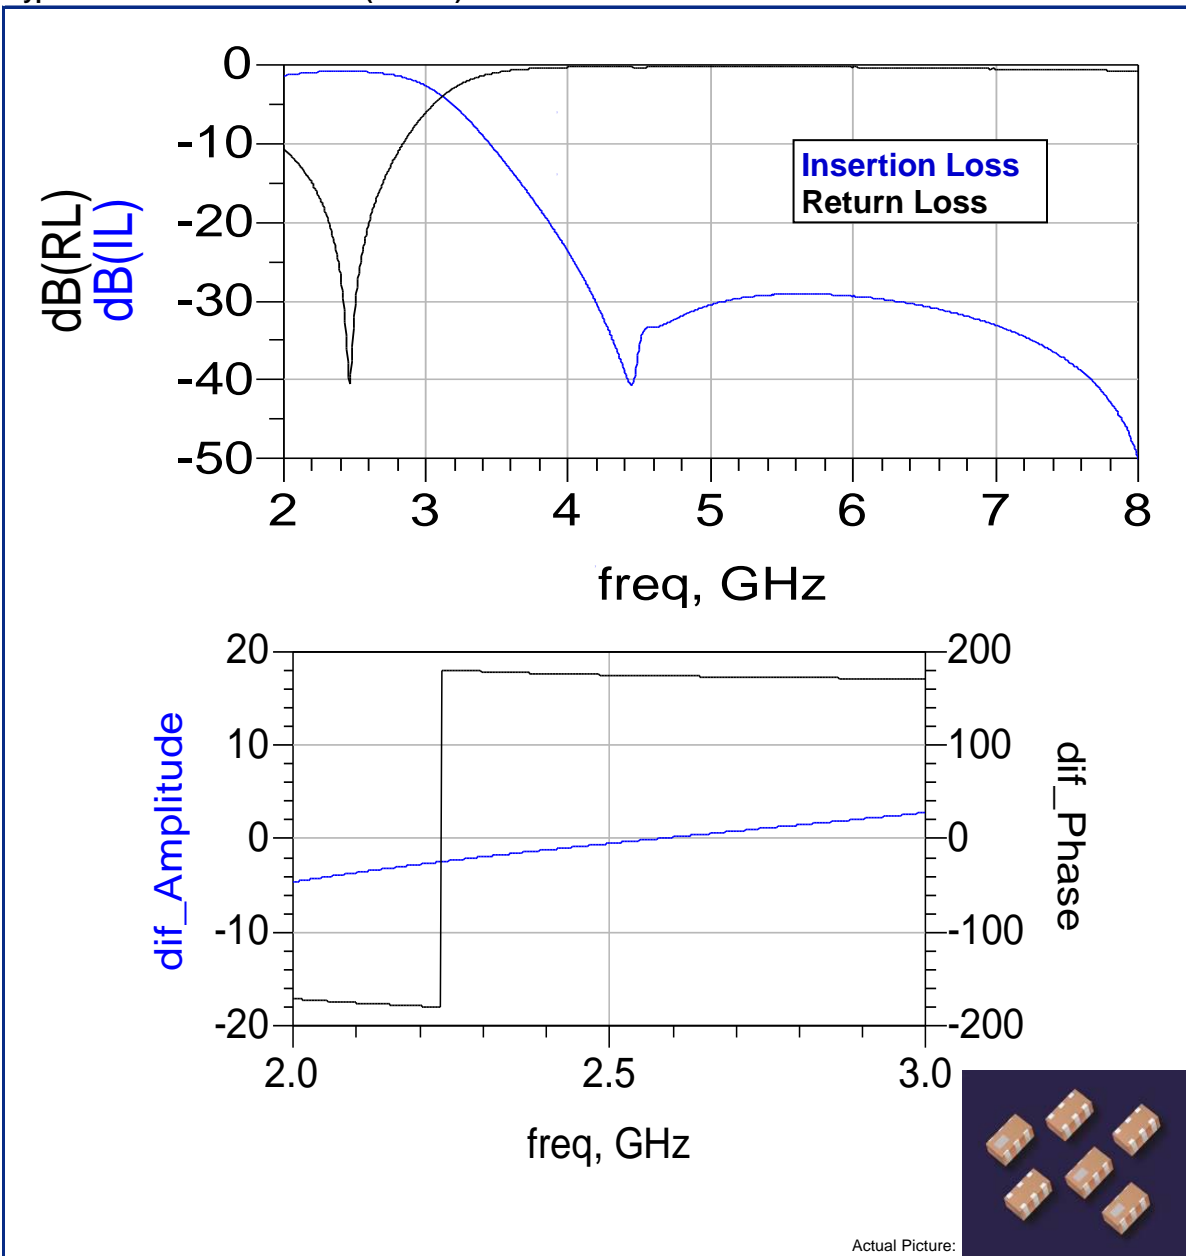 0
-10
-20
-30
-40
-50
dB(RL)
dB(IL)
Insertion Loss
Return Loss
2 3 4 5 6 7 8
freq, GHz
20
10
0
-10
-20
dif_Amplitude
200
100
0
-100
-200
dif_Phase
2.0 2.5 3.0
freq, GHz
Actual Picture: